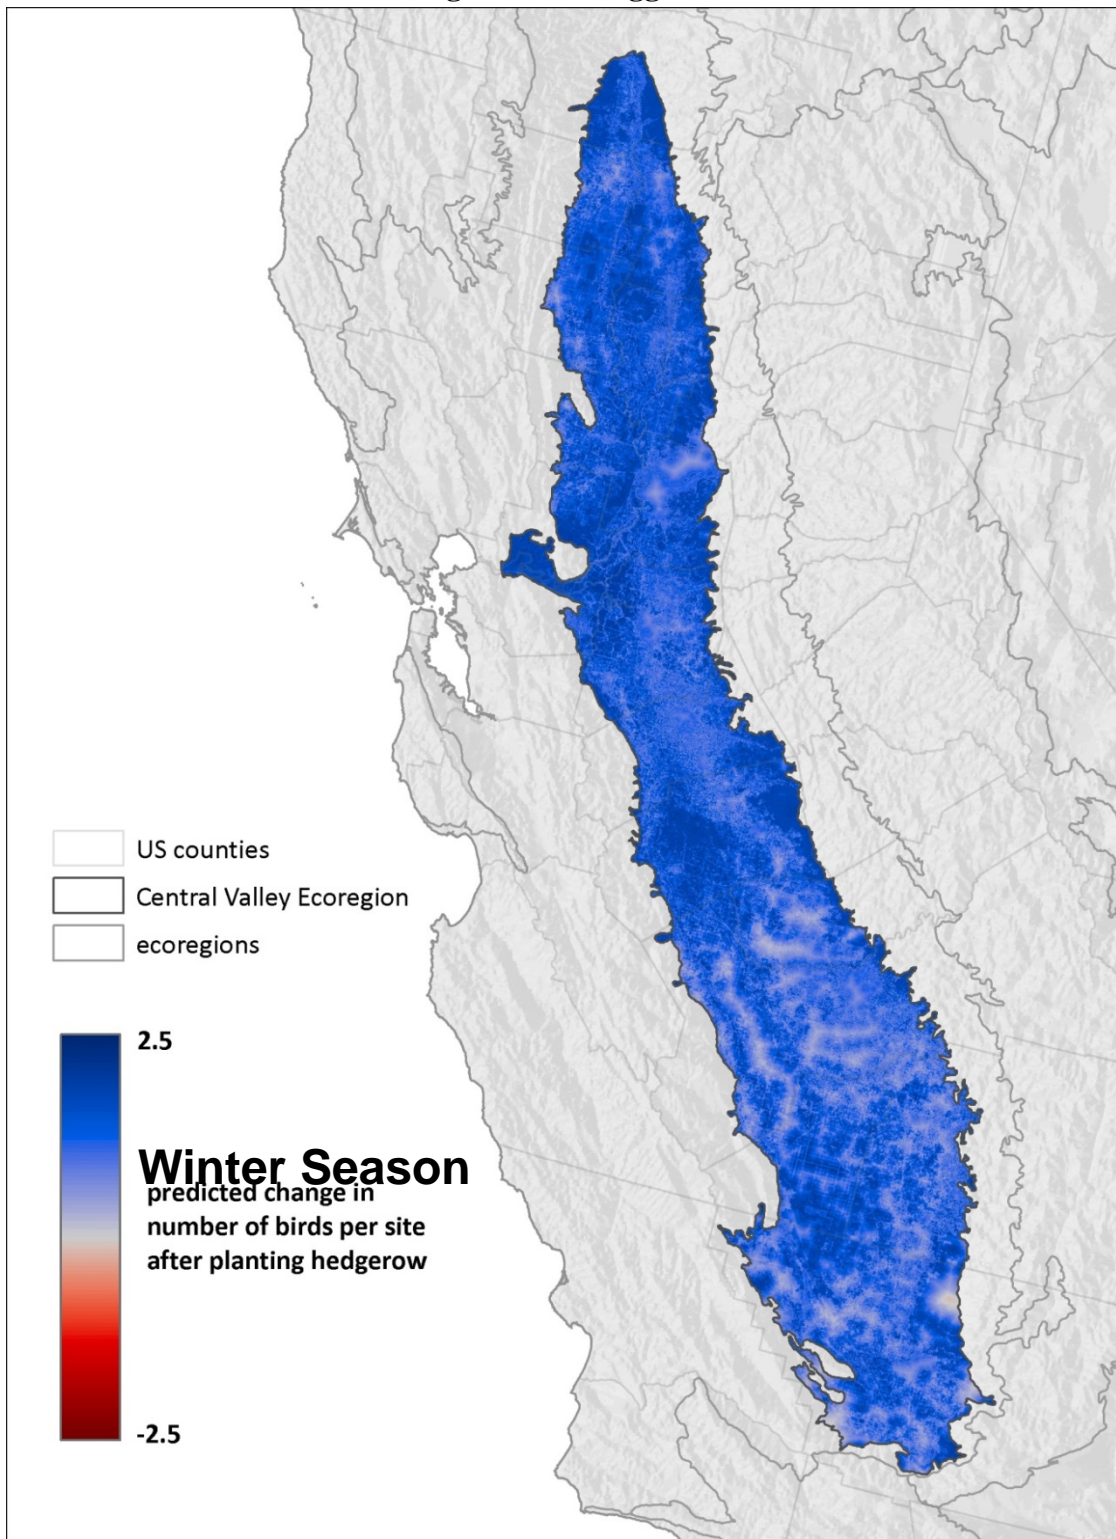 US counties
Central Valley Ecoregion
ecoregions
2.5
Winter Season
predicted change in
number of birds per site
after planting hedgerow
-2.5